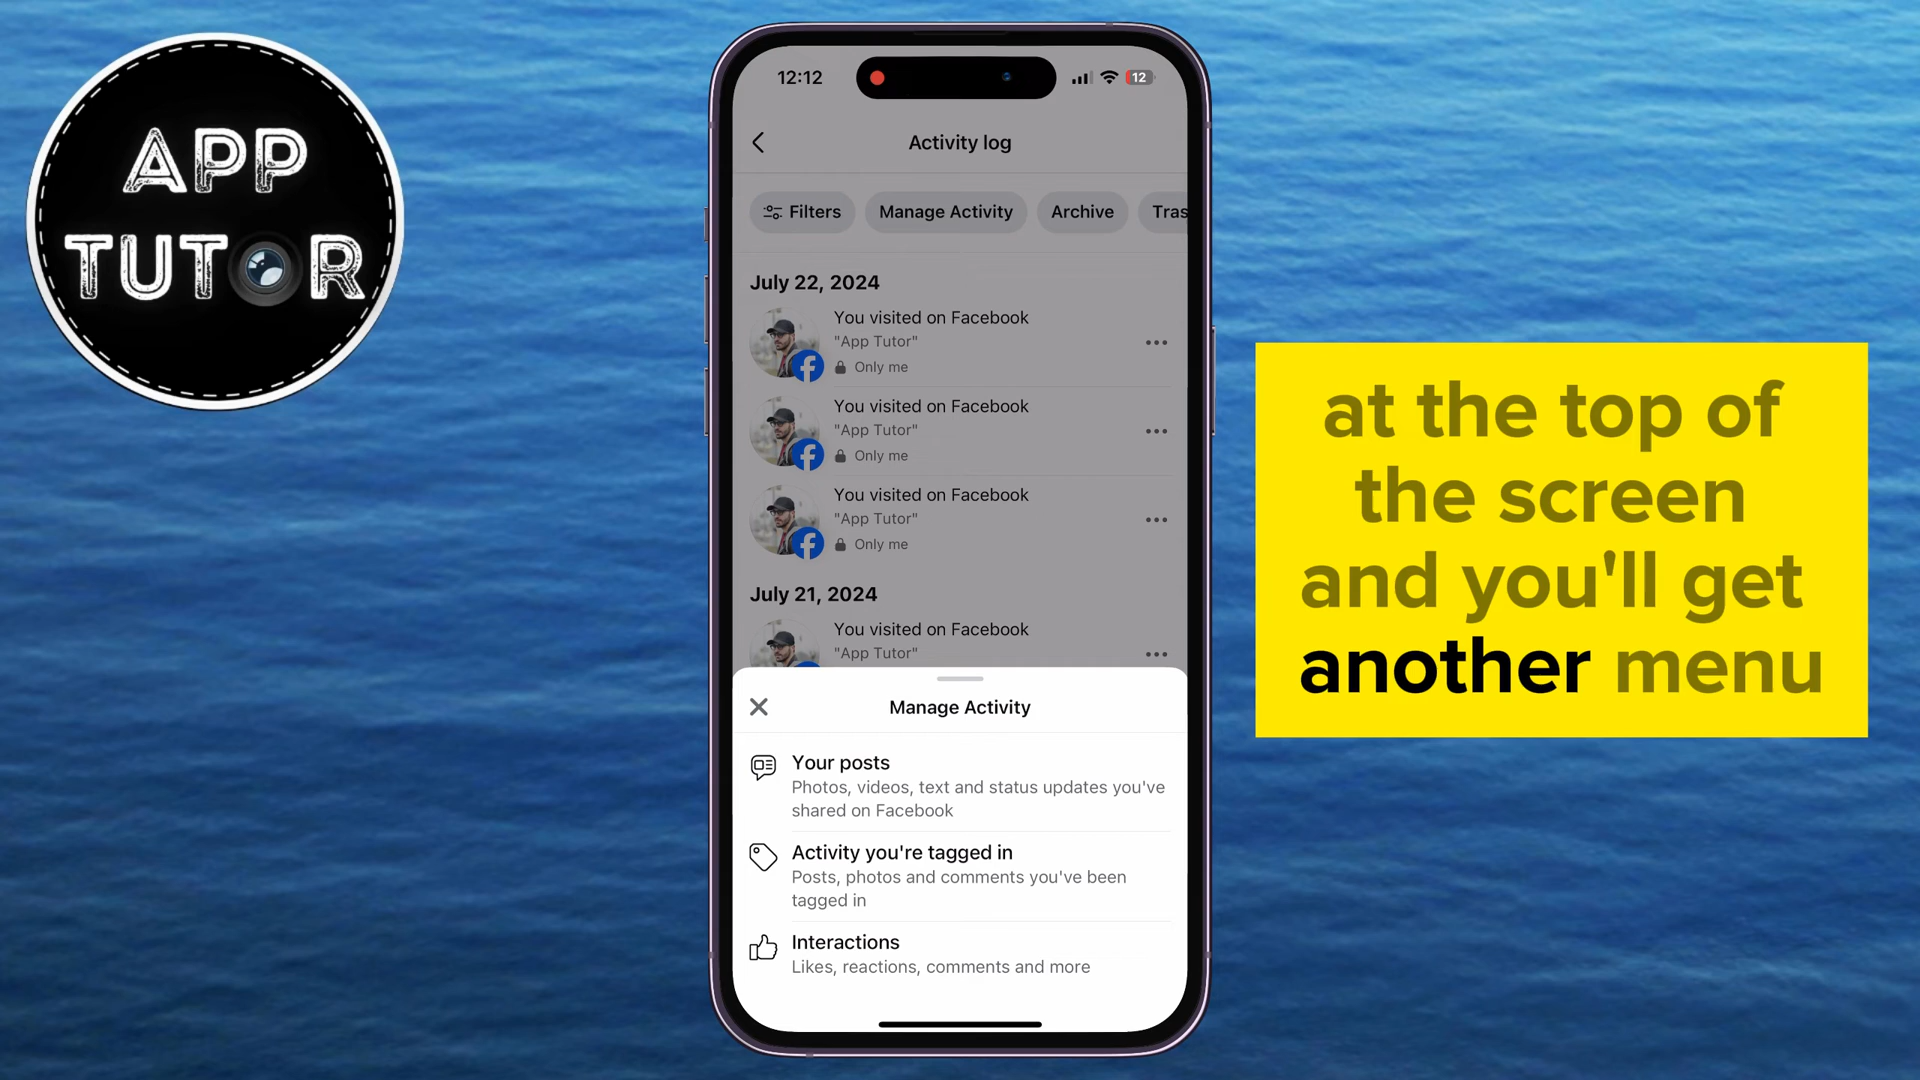 APP
TUTOR
12:12
12
Activity log
Filters
Manage Activity
Archive
Tras
July 22, 2024
You visited on Facebook
"App Tutor"
Only me
You visited on Facebook
"App Tutor"
Only me
You visited on Facebook
"App Tutor"
Only me
July 21, 2024
You visited on Facebook
"App Tutor"
Manage Activity
Your posts
Photos, videos, text and status updates you've
shared on Facebook
Activity you're tagged in
Posts, photos and comments you've been
tagged in
Interactions
Likes, reactions, comments and more
at the top of
the screen
and you'll get
another menu